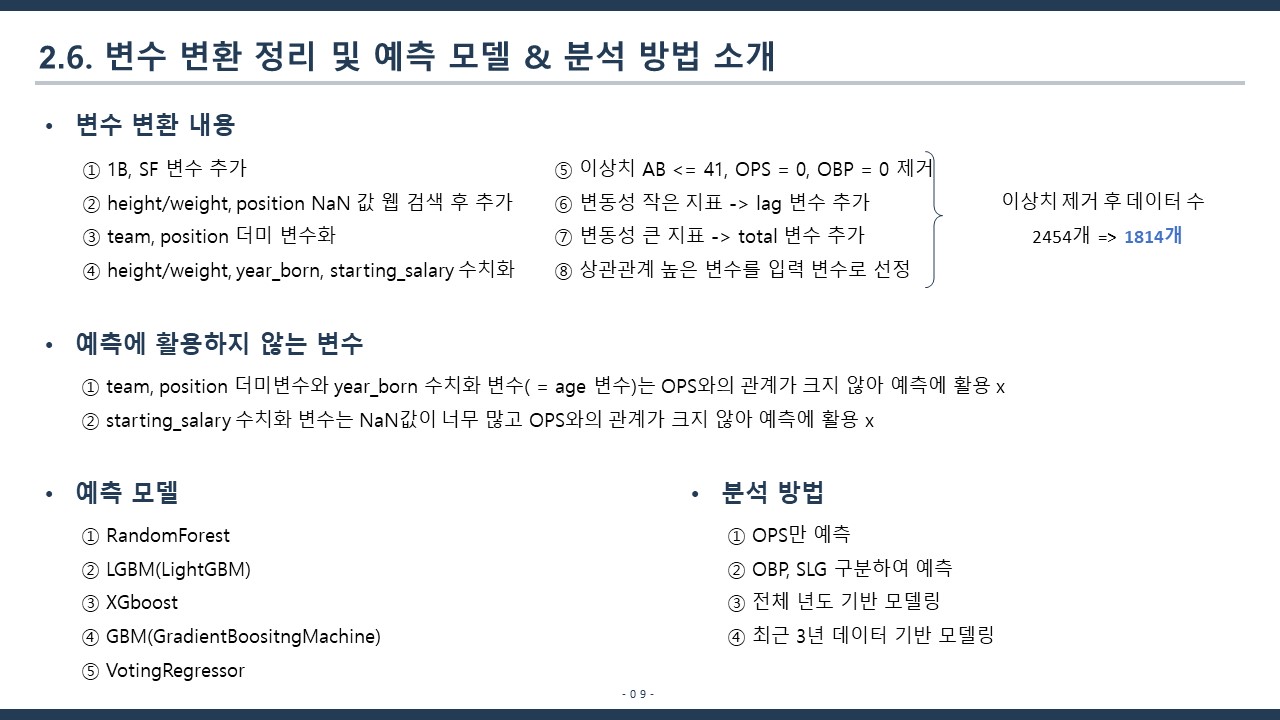 2.6. 변수 변환 정리 및 예측 모델 & 분석 방법 소개
• 변수 변환 내용
① 1B, SF 변수 추가
② height/weight, position NaN 값 웹 검색 후 추가
③ team, position 더미 변수화
④ height/weight, year_born, starting_salary 수치화
⑤ 이상치 AB <= 41, OPS = 0, OBP = 0 제거
⑥ 변동성 작은 지표 -> lag 변수 추가
⑦ 변동성 큰 지표 -> total 변수 추가
⑧ 상관관계 높은 변수를 입력 변수로 선정
이상치 제거 후 데이터 수
2454개 => 1814개
• 예측에 활용하지 않는 변수
① team, position 더미변수와 year_born 수치화 변수( = age 변수)는 OPS와의 관계가 크지 않아 예측에 활용 x
② starting_salary 수치화 변수는 NaN값이 너무 많고 OPS와의 관계가 크지 않아 예측에 활용 x
• 예측 모델
① RandomForest
② LGBM(LightGBM)
③ XGboost
④ GBM(GradientBoositngMachine)
⑤ VotingRegressor
• 분석 방법
① OPS만 예측
② OBP, SLG 구분하여 예측
③ 전체 년도 기반 모델링
④ 최근 3년 데이터 기반 모델링
- 0 9 -